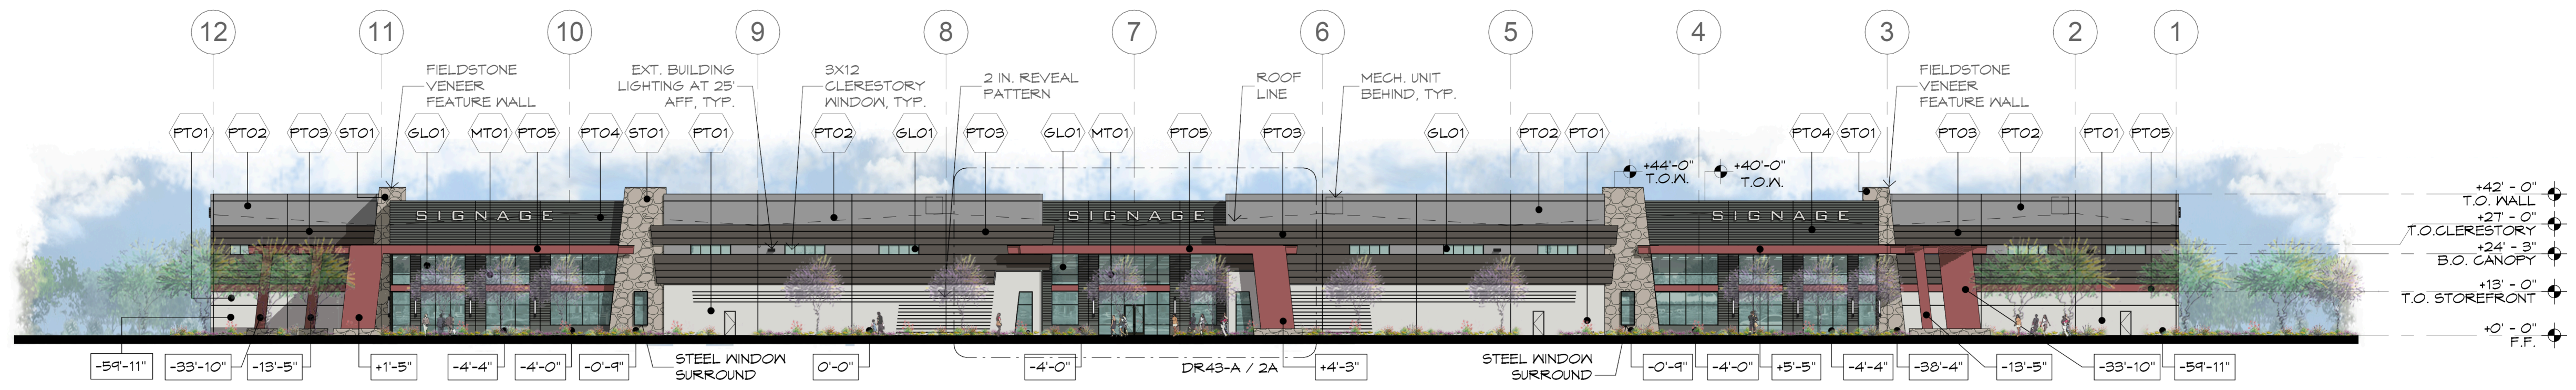 12 11 10 9 8 7 6 5 4 3 2 1
FIELDSTONE
VENEER
FEATURE WALL
EXT. BUILDING
LIGHTING AT 25'
AFF, TYP.
3X12
CLERESTORY
WINDOW, TYP.
2 IN. REVEAL
PATTERN
ROOF
LINE
MECH. UNIT
BEHIND, TYP.
FIELDSTONE
VENEER
FEATURE WALL
PT01 PT02 PT03 ST01 GL01 MT01 PT05 PT04 ST01 PT01 PT02 GL01 PT03 GL01 MT01 PT05 PT03 GL01 PT02 PT01 PT04 ST01 PT03 PT02 PT01 PT05
+44'-0"
T.O.W.
+40'-0"
T.O.W.
SIGNAGE SIGNAGE SIGNAGE
+42' - 0"
T.O. WALL
+27' - 0"
T.O.CLERESTORY
+24' - 3"
B.O. CANOPY
+13' - 0"
T.O. STOREFRONT
+0' - 0"
F.F.
-59'-11" -33'-10" -13'-5" +1'-5" -4'-4" -4'-0" -0'-9"
STEEL WINDOW
SURROUND
0'-0" -4'-0"
DR43-A / 2A
+4'-3"
STEEL WINDOW
SURROUND
-0'-9" -4'-0" +5'-5" -4'-4" -38'-4" -13'-5" -33'-10" -59'-11"